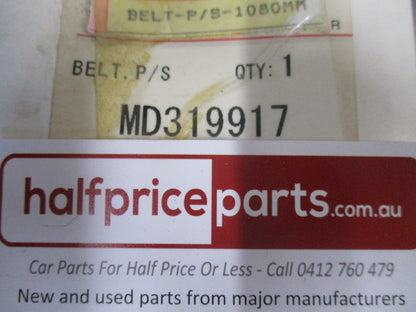 BELT-P/S-1080MM
R
BELT, P/S QTY: 1
MD319917
halfpriceparts.com.au
Car Parts For Half Price Or Less - Call 0412 760 479
New and used parts from major manufacturers